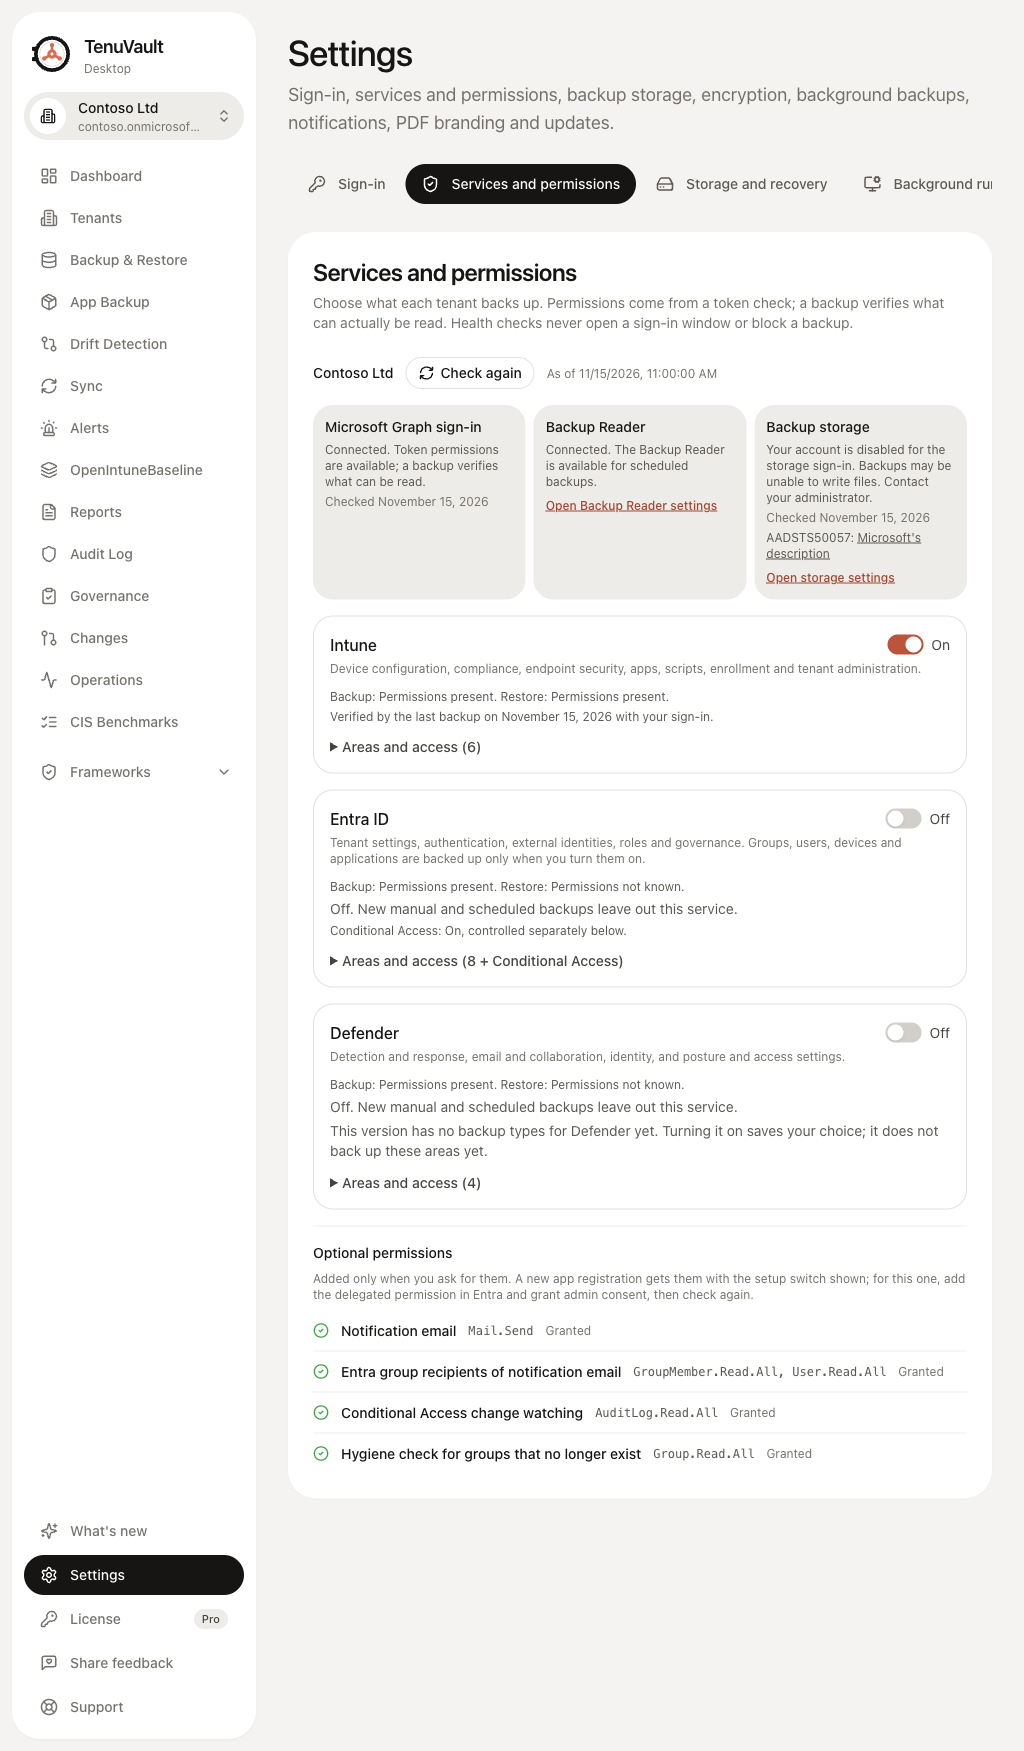 TenuVault
Desktop
Contoso Ltd
contoso.onmicrosof...
Dashboard
Tenants
Backup & Restore
App Backup
Drift Detection
Sync
Alerts
OpenIntuneBaseline
Reports
Audit Log
Governance
Changes
Operations
CIS Benchmarks
Frameworks
What's new
Settings
License
Pro
Share feedback
Support
Settings
Sign-in, services and permissions, backup storage, encryption, background backups,
notifications, PDF branding and updates.
Sign-in
Services and permissions
Storage and recovery
Background ru
Services and permissions
Choose what each tenant backs up. Permissions come from a token check; a backup verifies what
can actually be read. Health checks never open a sign-in window or block a backup.
Contoso Ltd
Check again
As of 11/15/2026, 11:00:00 AM
Microsoft Graph sign-in
Connected. Token permissions
are available; a backup verifies
what can be read.
Checked November 15, 2026
Backup Reader
Connected. The Backup Reader
is available for scheduled
backups.
Open Backup Reader settings
Backup storage
Your account is disabled for the
storage sign-in. Backups may be
unable to write files. Contact
your administrator.
Checked November 15, 2026
AADSTS50057: Microsoft's
description
Open storage settings
Intune
On
Device configuration, compliance, endpoint security, apps, scripts, enrollment and tenant administration.
Backup: Permissions present. Restore: Permissions present.
Verified by the last backup on November 15, 2026 with your sign-in.
Areas and access (6)
Entra ID
Off
Tenant settings, authentication, external identities, roles and governance. Groups, users, devices and
applications are backed up only when you turn them on.
Backup: Permissions present. Restore: Permissions not known.
Off. New manual and scheduled backups leave out this service.
Conditional Access: On, controlled separately below.
Areas and access (8 + Conditional Access)
Defender
Off
Detection and response, email and collaboration, identity, and posture and access settings.
Backup: Permissions present. Restore: Permissions not known.
Off. New manual and scheduled backups leave out this service.
This version has no backup types for Defender yet. Turning it on saves your choice; it does not
back up these areas yet.
Areas and access (4)
Optional permissions
Added only when you ask for them. A new app registration gets them with the setup switch shown; for this one, add
the delegated permission in Entra and grant admin consent, then check again.
Notification email Mail.Send Granted
Entra group recipients of notification email GroupMember.Read.All, User.Read.All Granted
Conditional Access change watching AuditLog.Read.All Granted
Hygiene check for groups that no longer exist Group.Read.All Granted